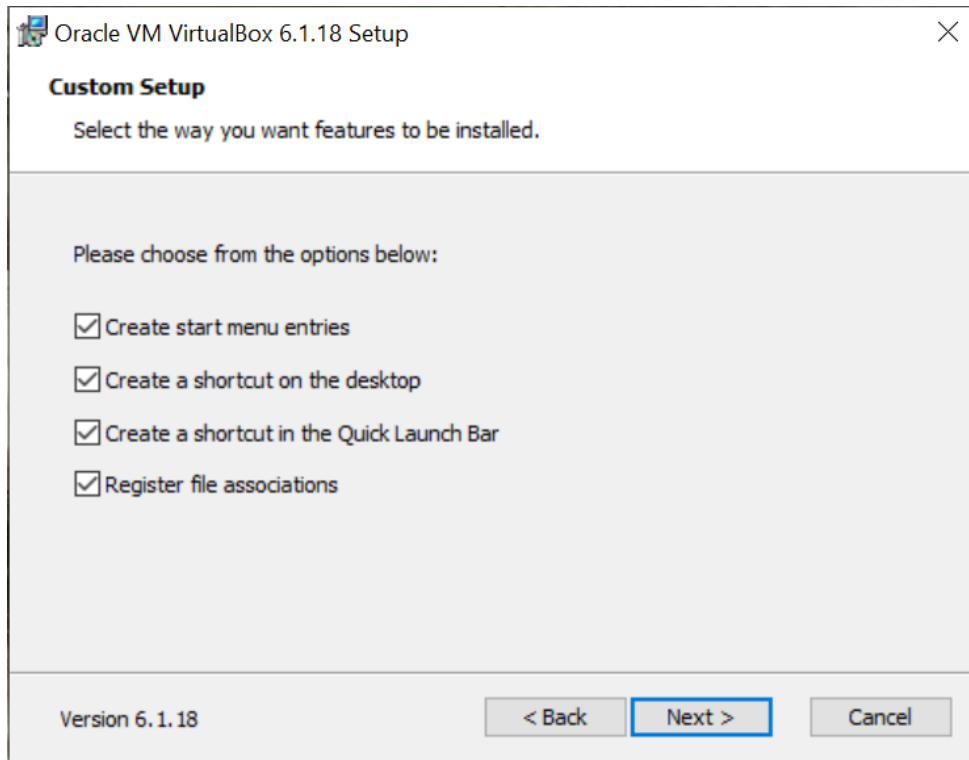 Oracle VM VirtualBox 6.1.18 Setup
Custom Setup
Select the way you want features to be installed.
Please choose from the options below:
Create start menu entries
Create a shortcut on the desktop
Create a shortcut in the Quick Launch Bar
Register file associations
Version 6.1.18
< Back
Next >
Cancel